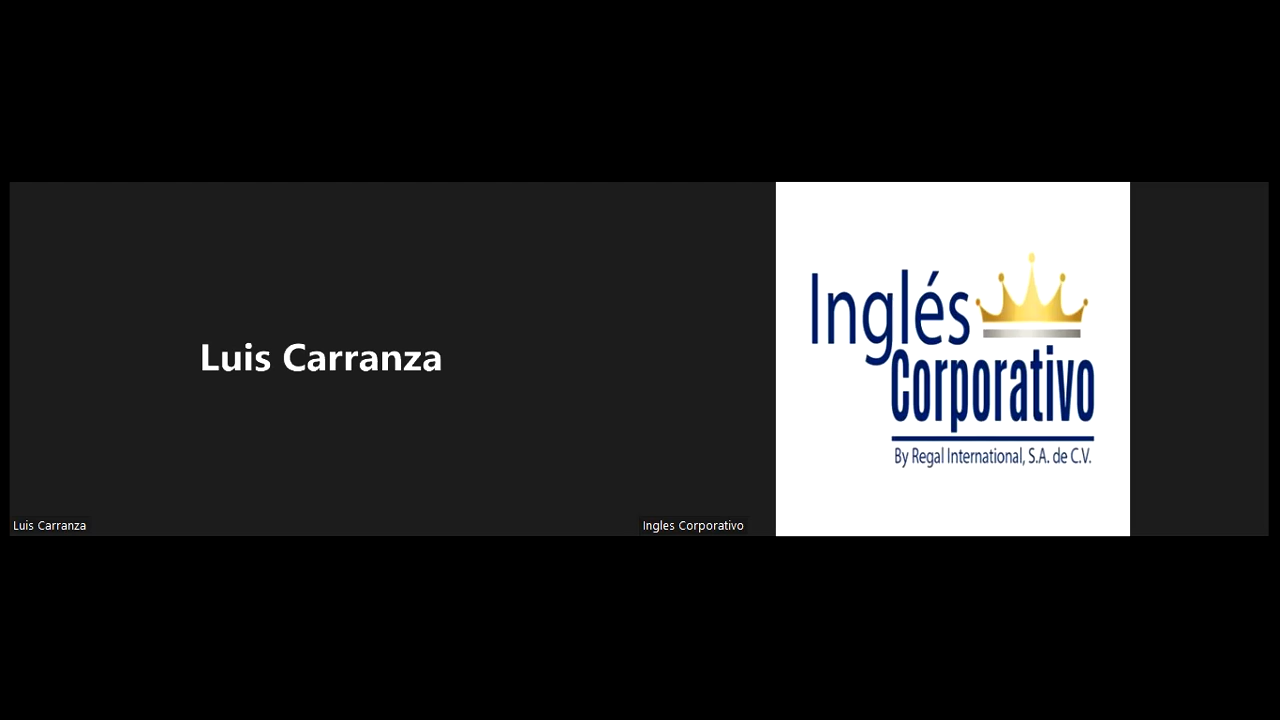 Luis Carranza
Luis Carranza
Ingles Corporativo
Inglés
Corporativo
By Regal International, S.A. de C.V.